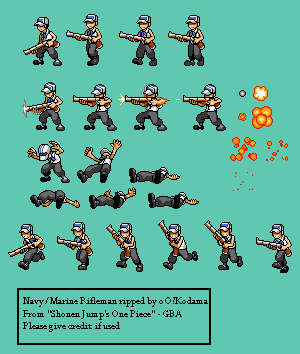 Navy/Marine Rifleman ripped by oO!Kodama
From "Shonen Jump's One Piece" - GBA
Please give credit if used